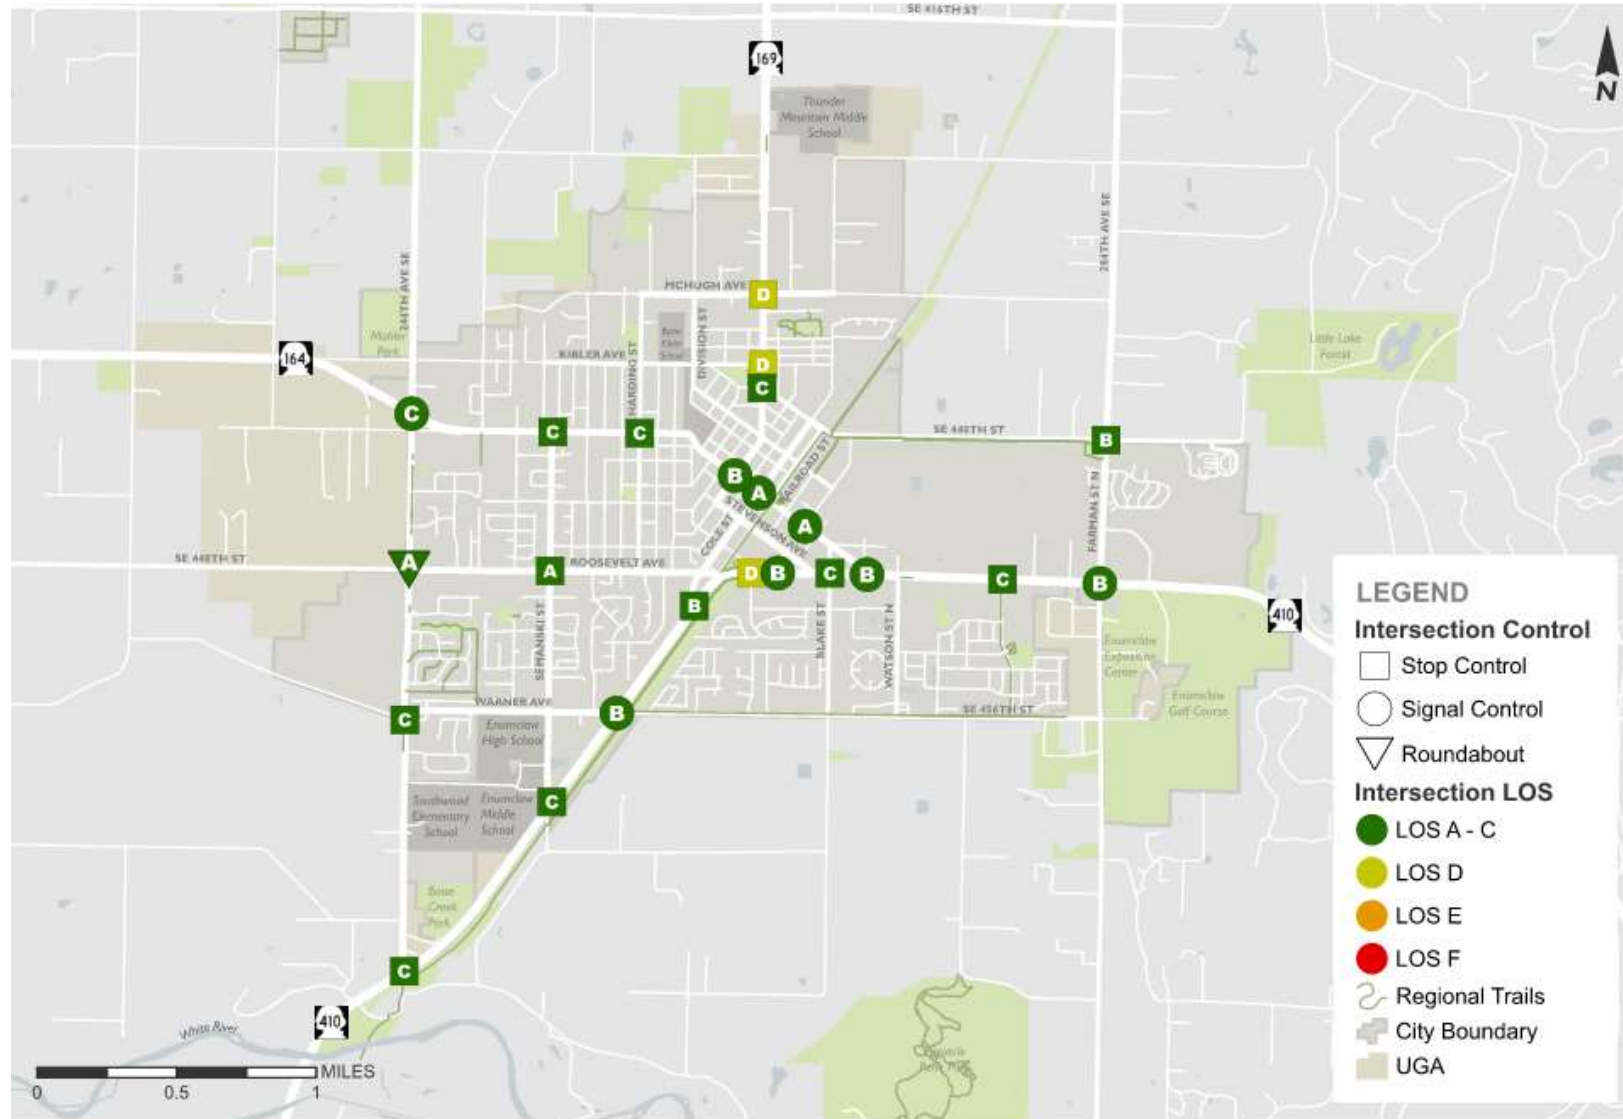 SE 416TH ST
169
N
Thunder
Mountain Middle
School
244TH AVE SE
284TH AVE SE
MCHUGH AVE
D
Mahler
Park
164
KIBLER AVE
HARDING ST
DIVISION ST
D
C
Little Lake
Forest
C
C
C
SE 440TH ST
B
B
A
RAILROAD ST
A
STEVENSON AVE
COLE ST
FARMAN ST N
SE 448TH ST
A
A
ROOSEVELT AVE
D
B
C
B
C
B
410
B
SEMANSKI ST
BLAKE ST
WATSON ST N
Enumclaw
Expo
Center
Enumclaw
Golf Course
C
WARNER AVE
B
SE 456TH ST
Enumclaw
High School
C
Southwood
Elementary
School
Enumclaw
Middle
School
Boise
Creek
Park
C
410
White River
MILES
0
0.5
1
LEGEND
Intersection Control
Stop Control
Signal Control
Roundabout
Intersection LOS
LOS A - C
LOS D
LOS E
LOS F
Regional Trails
City Boundary
UGA